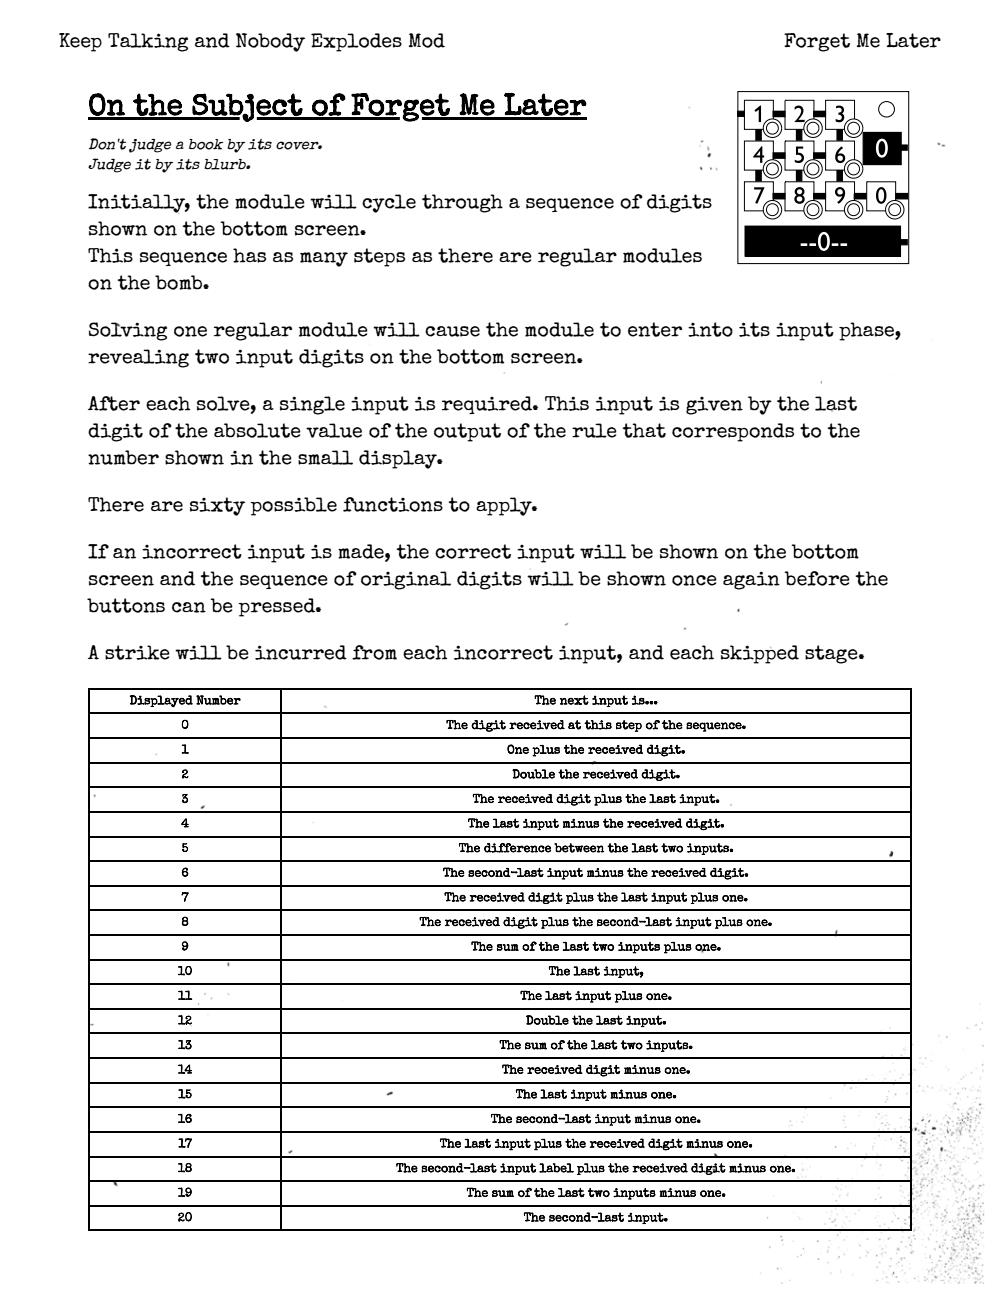 Keep Talking and Nobody Explodes Mod
Forget Me Later
On the Subject of Forget Me Later
Don't judge a book by its cover.
Judge it by its blurb.
1 2 3
4 5 6 0
7 8 9 0
--0--
Initially, the module will cycle through a sequence of digits
shown on the bottom screen.
This sequence has as many steps as there are regular modules
on the bomb.
Solving one regular module will cause the module to enter into its input phase,
revealing two input digits on the bottom screen.
After each solve, a single input is required. This input is given by the last
digit of the absolute value of the output of the rule that corresponds to the
number shown in the small display.
There are sixty possible functions to apply.
If an incorrect input is made, the correct input will be shown on the bottom
screen and the sequence of original digits will be shown once again before the
buttons can be pressed.
A strike will be incurred from each incorrect input, and each skipped stage.
Displayed Number The next input is...
0 The digit received at this step of the sequence.
1 One plus the received digit.
2 Double the received digit.
3 The received digit plus the last input.
4 The last input minus the received digit.
5 The difference between the last two inputs.
6 The second-last input minus the received digit.
7 The received digit plus the last input plus one.
8 The received digit plus the second-last input plus one.
9 The sum of the last two inputs plus one.
10 The last input,
11 The last input plus one.
12 Double the last input.
13 The sum of the last two inputs.
14 The received digit minus one.
15 The last input minus one.
16 The second-last input minus one.
17 The last input plus the received digit minus one.
18 The second-last input label plus the received digit minus one.
19 The sum of the last two inputs minus one.
20 The second-last input.